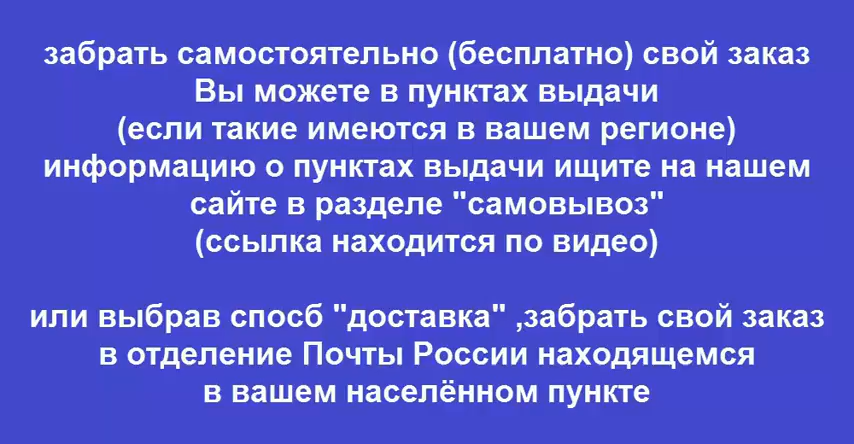 забрать самостоятельно (бесплатно) свой заказ
Вы можете в пунктах выдачи
(если такие имеются в вашем регионе)
информацию о пунктах выдачи ищите на нашем
сайте в разделе "самовывоз"
(ссылка находится по видео)
или выбрав спосб "доставка" ,забрать свой заказ
в отделение Почты России находящемся
в вашем населённом пункте